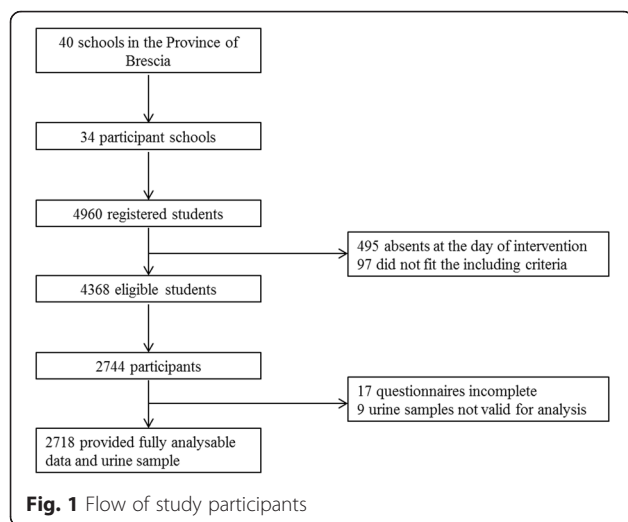 40 schools in the Province of
Brescia
34 participant schools
4960 registered students
495 absents at the day of intervention
97 did not fit the including criteria
4368 eligible students
2744 participants
17 questionnaires incomplete
9 urine samples not valid for analysis
2718 provided fully analysable
data and urine sample
Fig. 1 Flow of study participants